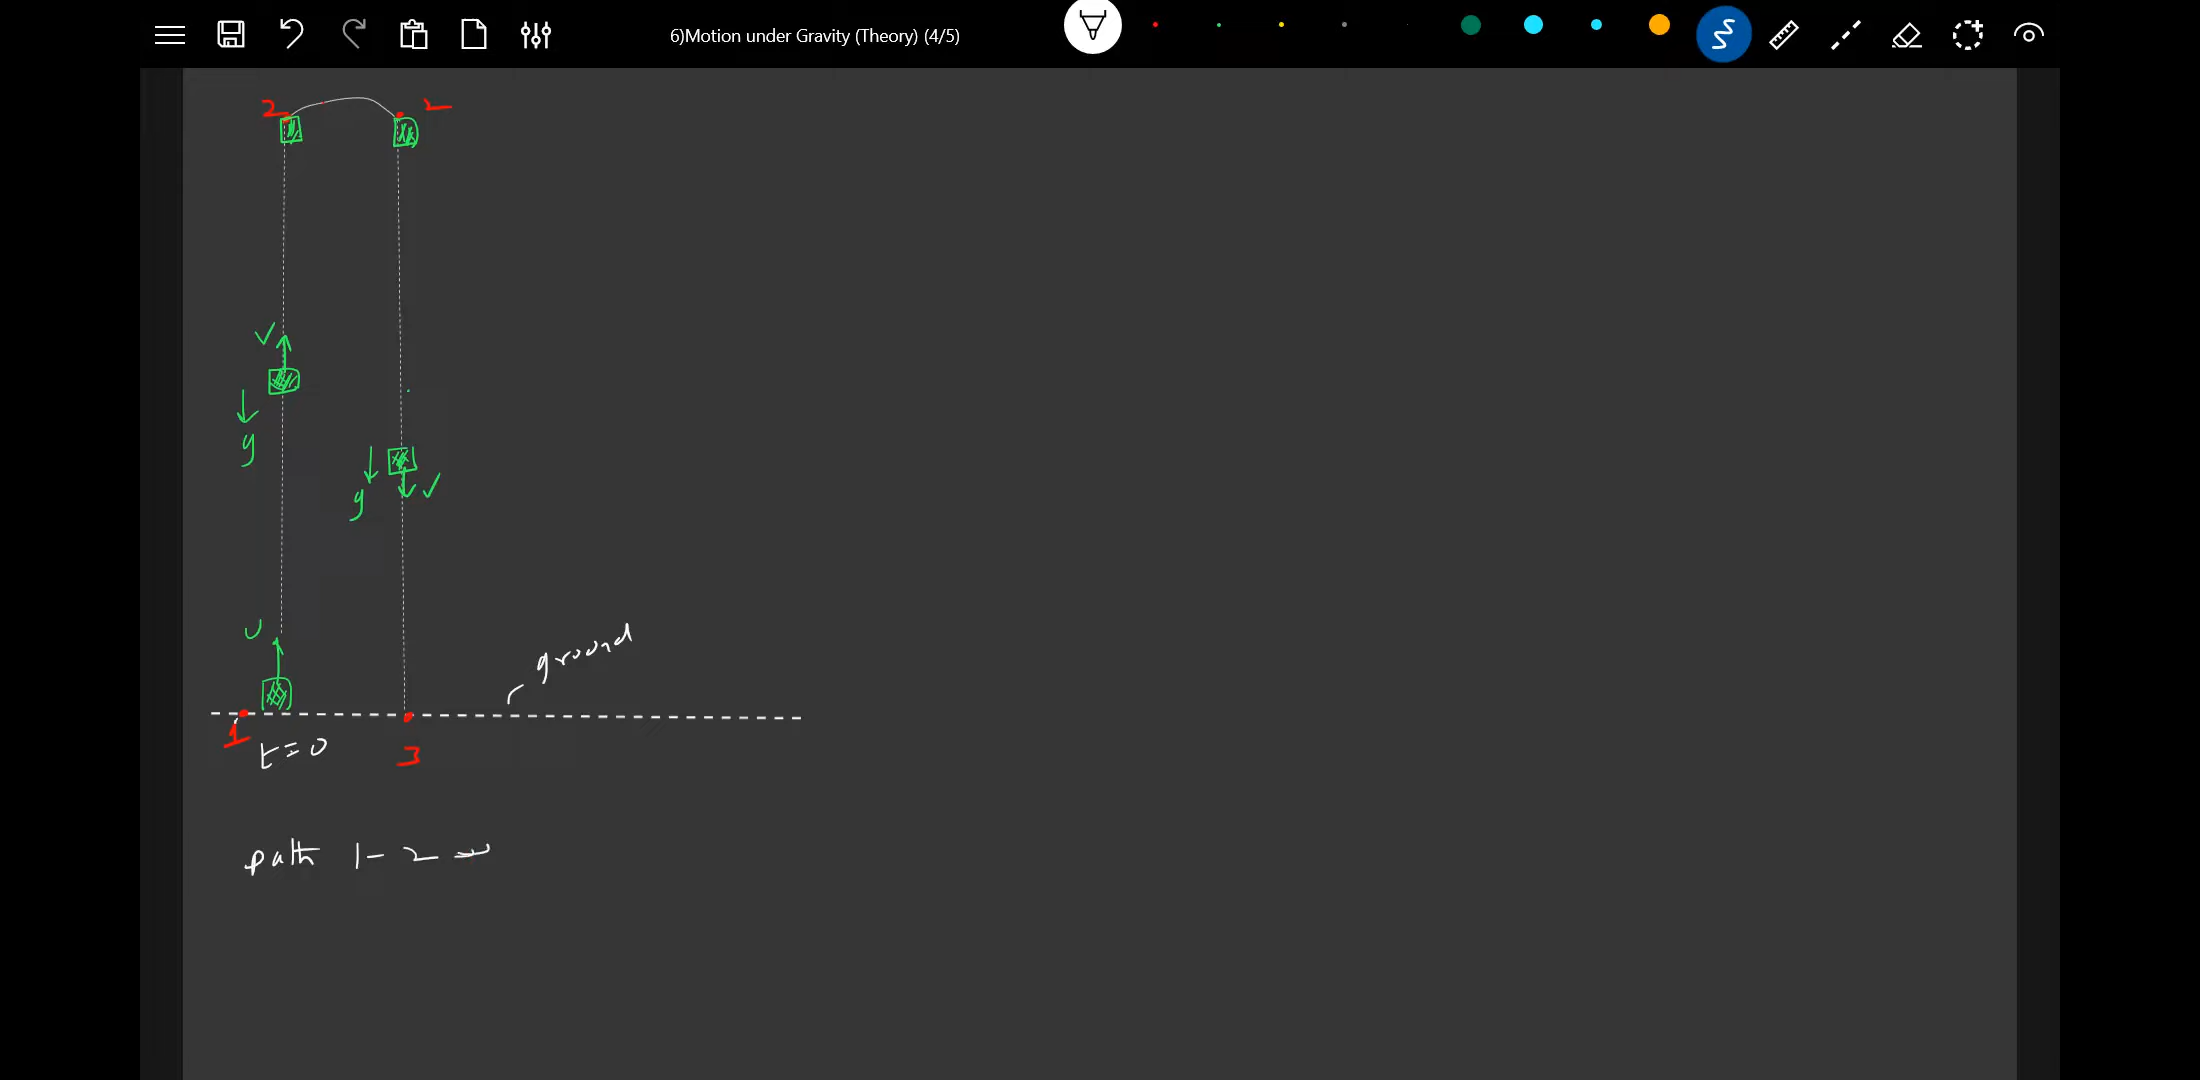 6)Motion under Gravity (Theory) (4/5)
2 2
v
g
g v
u
ground
1 t=0 3
path 1-2 →